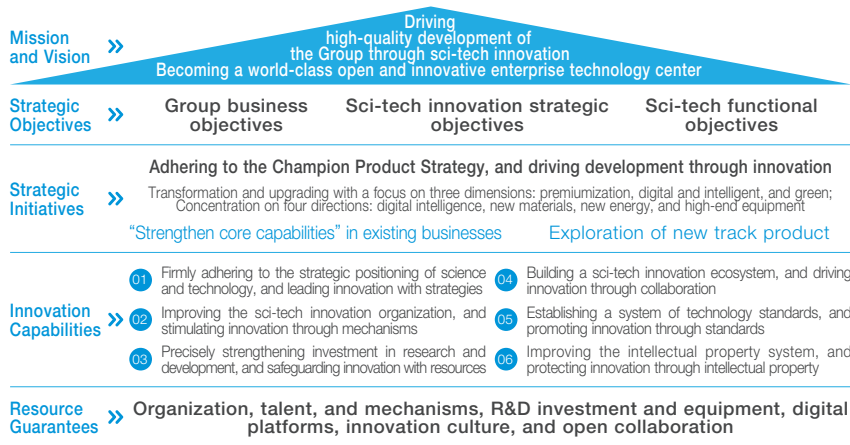 Mission
and Vision
»
Driving
high-quality development of
the Group through sci-tech innovation
Becoming a world-class open and innovative enterprise technology center
Strategic
Objectives
»
Group business
objectives
Sci-tech innovation strategic
objectives
Sci-tech functional
objectives
Strategic
Initiatives
»
Adhering to the Champion Product Strategy, and driving development through innovation
Transformation and upgrading with a focus on three dimensions: premiumization, digital and intelligent, and green;
Concentration on four directions: digital intelligence, new materials, new energy, and high-end equipment
“Strengthen core capabilities” in existing businesses
Exploration of new track product
Innovation
Capabilities
»
01 Firmly adhering to the strategic positioning of science
and technology, and leading innovation with strategies
02 Improving the sci-tech innovation organization, and
stimulating innovation through mechanisms
03 Precisely strengthening investment in research and
development, and safeguarding innovation with resources
04 Building a sci-tech innovation ecosystem, and driving
innovation through collaboration
05 Establishing a system of technology standards, and
promoting innovation through standards
06 Improving the intellectual property system, and
protecting innovation through intellectual property
Resource
Guarantees
»
Organization, talent, and mechanisms, R&D investment and equipment, digital
platforms, innovation culture, and open collaboration